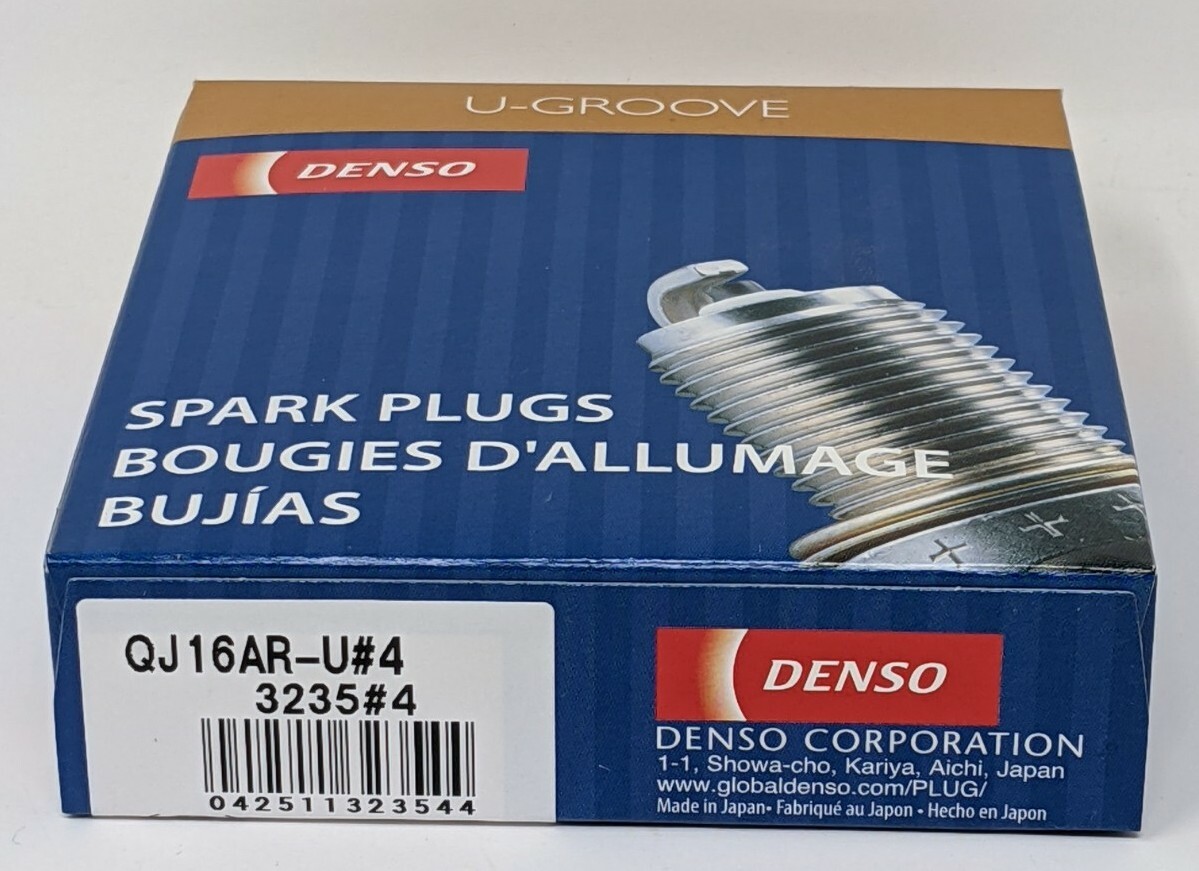 U-GROOVE
DENSO
SPARK PLUGS
BOUGIES D'ALLUMAGE
BUJÍAS
QJ16AR-U#4
3235#4
042511323544
DENSO
DENSO CORPORATION
1-1, Showa-cho, Kariya, Aichi, Japan
www.globaldenso.com/PLUG/
Made in Japan• Fabriqué au Japon • Hecho en Japon